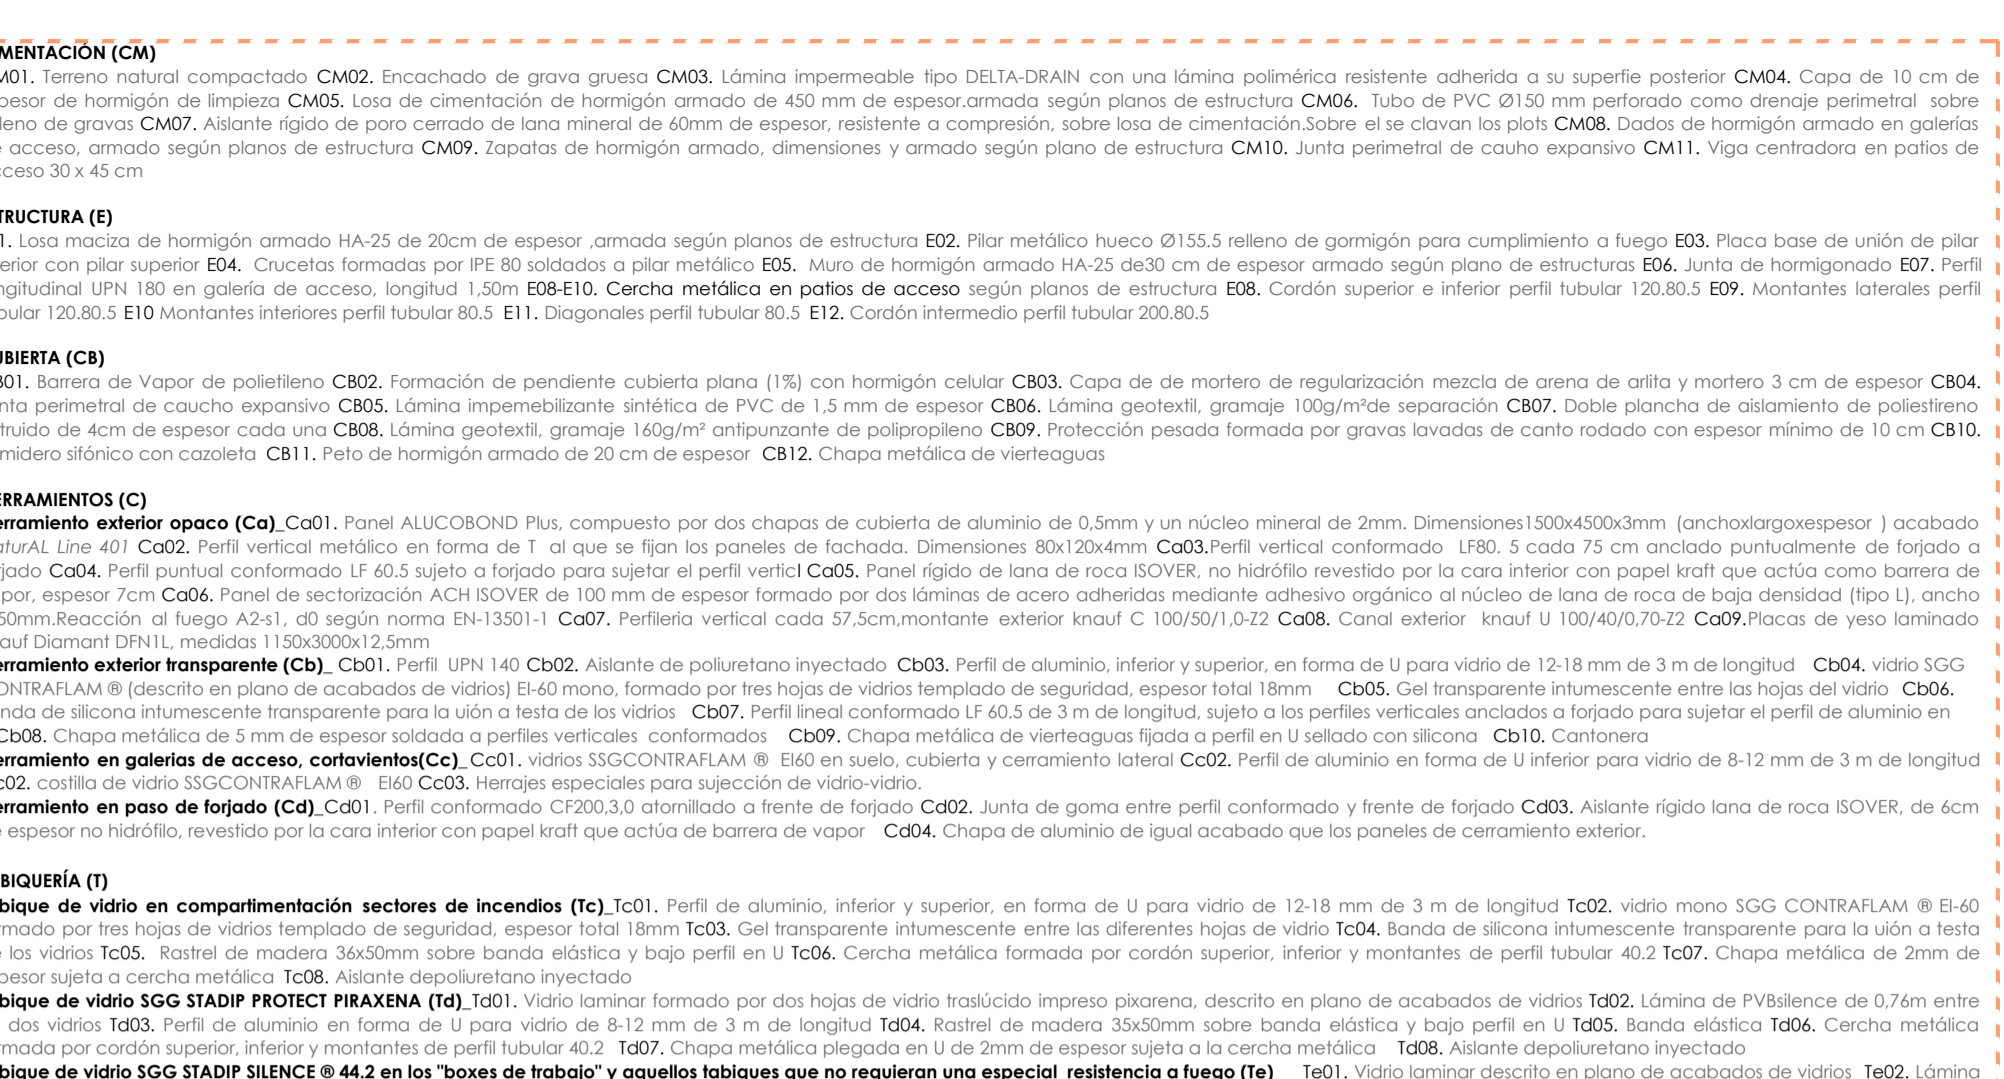 MENTACIÓN (CM)
M01. Terreno natural compactado CM02. Encachado de grava gruesa CM03. Lámina impermeable tipo DELTA-DRAIN con una lámina polimérica resistente adherida a su superfie posterior CM04. Capa de 10 cm de
pesor de hormigón de limpieza CM05. Losa de cimentación de hormigón armado de 450 mm de espesor.armada según planos de estructura CM06. Tubo de PVC Ø150 mm perforado como drenaje perimetral sobre
leno de gravas CM07. Aislante rígido de poro cerrado de lana mineral de 60mm de espesor, resistente a compresión, sobre losa de cimentación.Sobre el se clavan los plots CM08. Dados de hormigón armado en galerías
e acceso, armado según planos de estructura CM09. Zapatas de hormigón armado, dimensiones y armado según plano de estructura CM10. Junta perimetral de cauho expansivo CM11. Viga centradora en patios de
cceso 30 x 45 cm
TRUCTURA (E)
1. Losa maciza de hormigón armado HA-25 de 20cm de espesor ,armada según planos de estructura E02. Pilar metálico hueco Ø155.5 relleno de gormigón para cumplimiento a fuego E03. Placa base de unión de pilar
erior con pilar superior E04. Crucetas formadas por IPE 80 soldados a pilar metálico E05. Muro de hormigón armado HA-25 de30 cm de espesor armado según plano de estructuras E06. Junta de hormigonado E07. Perfil
ngitudinal UPN 180 en galería de acceso, longitud 1,50m E08-E10. Cercha metálica en patios de acceso según planos de estructura E08. Cordón superior e inferior perfil tubular 120.80.5 E09. Montantes laterales perfil
bular 120.80.5 E10 Montantes interiores perfil tubular 80.5 E11. Diagonales perfil tubular 80.5 E12. Cordón intermedio perfil tubular 200.80.5
UBIERTA (CB)
B01. Barrera de Vapor de polietileno CB02. Formación de pendiente cubierta plana (1%) con hormigón celular CB03. Capa de de mortero de regularización mezcla de arena de arlita y mortero 3 cm de espesor CB04.
nta perimetral de caucho expansivo CB05. Lámina impemebilizante sintética de PVC de 1,5 mm de espesor CB06. Lámina geotextil, gramaje 100g/m²de separación CB07. Doble plancha de aislamiento de poliestireno
truido de 4cm de espesor cada una CB08. Lámina geotextil, gramaje 160g/m² antipunzante de polipropileno CB09. Protección pesada formada por gravas lavadas de canto rodado con espesor mínimo de 10 cm CB10.
midero sifónico con cazoleta CB11. Peto de hormigón armado de 20 cm de espesor CB12. Chapa metálica de vierteaguas
ERRAMIENTOS (C)
erramiento exterior opaco (Ca)_Ca01. Panel ALUCOBOND Plus, compuesto por dos chapas de cubierta de aluminio de 0,5mm y un núcleo mineral de 2mm. Dimensiones1500x4500x3mm (anchoxlargoxespesor ) acabado
aturAL Line 401 Ca02. Perfil vertical metálico en forma de T al que se fijan los paneles de fachada. Dimensiones 80x120x4mm Ca03.Perfil vertical conformado LF80. 5 cada 75 cm anclado puntualmente de forjado a
rjado Ca04. Perfil puntual conformado LF 60.5 sujeto a forjado para sujetar el perfil verticl Ca05. Panel rígido de lana de roca ISOVER, no hidrófilo revestido por la cara interior con papel kraft que actúa como barrera de
por, espesor 7cm Ca06. Panel de sectorización ACH ISOVER de 100 mm de espesor formado por dos láminas de acero adheridas mediante adhesivo orgánico al núcleo de lana de roca de baja densidad (tipo L), ancho
50mm.Reacción al fuego A2-s1, d0 según norma EN-13501-1 Ca07. Perfileria vertical cada 57,5cm,montante exterior knauf C 100/50/1,0-Z2 Ca08. Canal exterior knauf U 100/40/0,70-Z2 Ca09.Placas de yeso laminado
auf Diamant DFN1L, medidas 1150x3000x12,5mm
erramiento exterior transparente (Cb)_ Cb01. Perfil UPN 140 Cb02. Aislante de poliuretano inyectado Cb03. Perfil de aluminio, inferior y superior, en forma de U para vidrio de 12-18 mm de 3 m de longitud Cb04. vidrio SGG
ONTRAFLAM ® (descrito en plano de acabados de vidrios) EI-60 mono, formado por tres hojas de vidrios templado de seguridad, espesor total 18mm Cb05. Gel transparente intumescente entre las hojas del vidrio Cb06.
nda de silicona intumescente transparente para la uión a testa de los vidrios Cb07. Perfil lineal conformado LF 60.5 de 3 m de longitud, sujeto a los perfiles verticales anclados a forjado para sujetar el perfil de aluminio en
Cb08. Chapa metálica de 5 mm de espesor soldada a perfiles verticales conformados Cb09. Chapa metálica de vierteaguas fijada a perfil en U sellado con silicona Cb10. Cantonera
erramiento en galerias de acceso, cortavientos(Cc)_Cc01. vidrios SSGCONTRAFLAM ® EI60 en suelo, cubierta y cerramiento lateral Cc02. Perfil de aluminio en forma de U inferior para vidrio de 8-12 mm de 3 m de longitud
c02. costilla de vidrio SSGCONTRAFLAM ® EI60 Cc03. Herrajes especiales para sujección de vidrio-vidrio.
erramiento en paso de forjado (Cd)_Cd01. Perfil conformado CF200,3,0 atornillado a frente de forjado Cd02. Junta de goma entre perfil conformado y frente de forjado Cd03. Aislante rígido lana de roca ISOVER, de 6cm
e espesor no hidrófilo, revestido por la cara interior con papel kraft que actúa de barrera de vapor Cd04. Chapa de aluminio de igual acabado que los paneles de cerramiento exterior.
BIQUERÍA (T)
bique de vidrio en compartimentación sectores de incendios (Tc)_Tc01. Perfil de aluminio, inferior y superior, en forma de U para vidrio de 12-18 mm de 3 m de longitud Tc02. vidrio mono SGG CONTRAFLAM ® EI-60
rmado por tres hojas de vidrios templado de seguridad, espesor total 18mm Tc03. Gel transparente intumescente entre las diferentes hojas de vidrio Tc04. Banda de silicona intumescente transparente para la uión a testa
e los vidrios Tc05. Rastrel de madera 36x50mm sobre banda elástica y bajo perfil en U Tc06. Cercha metálica formada por cordón superior, inferior y montantes de perfil tubular 40.2 Tc07. Chapa metálica de 2mm de
pesor sujeta a cercha metálica Tc08. Aislante depoliuretano inyectado
bique de vidrio SGG STADIP PROTECT PIRAXENA (Td)_Td01. Vidrio laminar formado por dos hojas de vidrio traslúcido impreso pixarena, descrito en plano de acabados de vidrios Td02. Lámina de PVBsilence de 0,76m entre
dos vidrios Td03. Perfil de aluminio en forma de U para vidrio de 8-12 mm de 3 m de longitud Td04. Rastrel de madera 35x50mm sobre banda elástica y bajo perfil en U Td05. Banda elástica Td06. Cercha metálica
rmada por cordón superior, inferior y montantes de perfil tubular 40.2 Td07. Chapa metálica plegada en U de 2mm de espesor sujeta a la cercha metálica Td08. Aislante depoliuretano inyectado
bique de vidrio SGG STADIP SILENCE ® 44.2 en los "boxes de trabajo" y aquellos tabiques que no requieran una especial resistencia a fuego (Te) Te01. Vidrio laminar descrito en plano de acabados de vidrios Te02. Lámina